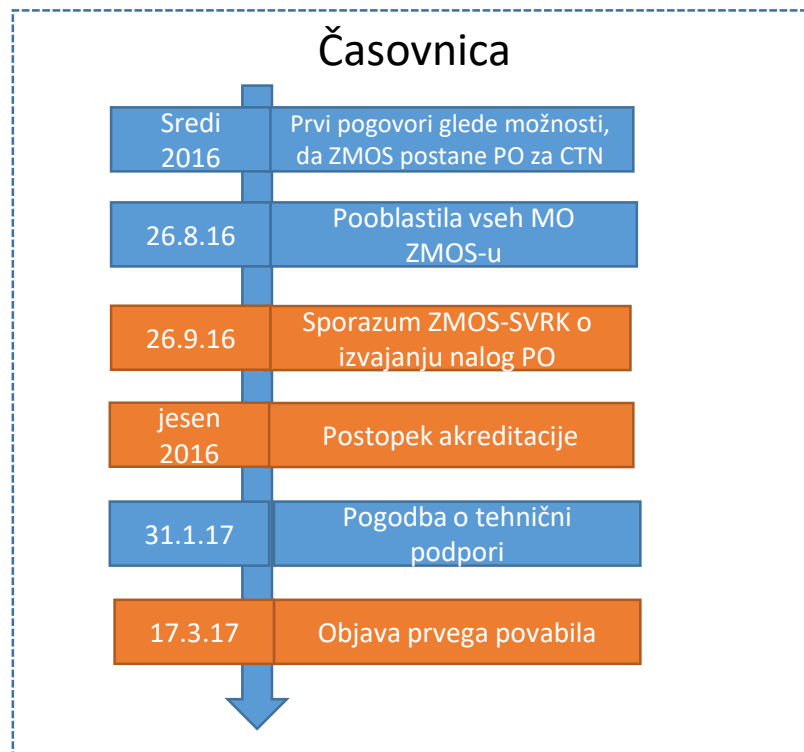 Časovnica
Sredi
2016
Prvi pogovori glede možnosti,
da ZMOS postane PO za CTN
26.8.16
Pooblastila vseh MO
ZMOS-u
26.9.16
Sporazum ZMOS-SVRK o
izvajanju nalog PO
jesen
2016
Postopek akreditacije
31.1.17
Pogodba o tehnični
podpori
17.3.17
Objava prvega povabila